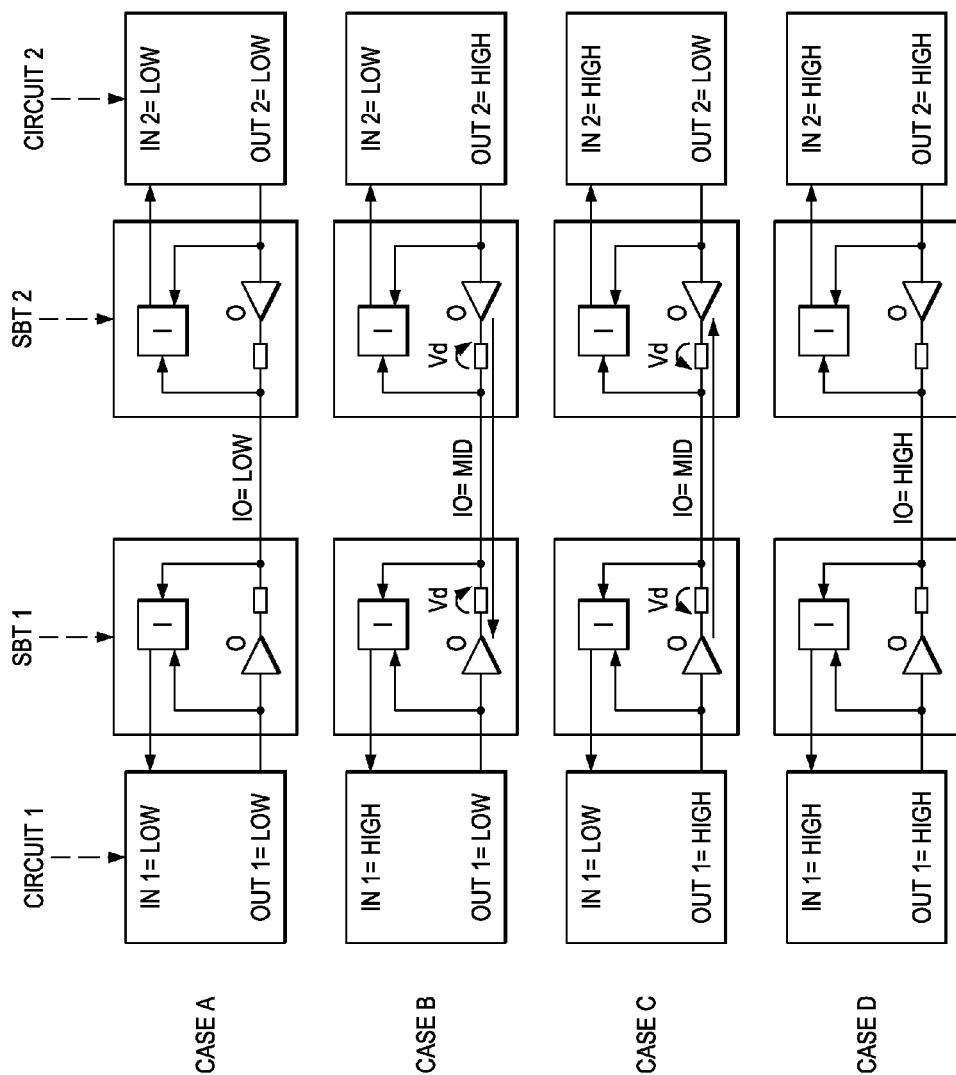 CIRCUIT 1
SBT 1
SBT 2
CIRCUIT 2
CASE A
IN 1= LOW
OUT 1= LOW
I
O
IO= LOW
I
O
IN 2= LOW
OUT 2= LOW
CASE B
IN 1= HIGH
OUT 1= LOW
I
O
Vd
IO= MID
I
Vd
O
IN 2= LOW
OUT 2= HIGH
CASE C
IN 1= LOW
OUT 1= HIGH
I
O
Vd
IO= MID
I
Vd
O
IN 2= HIGH
OUT 2= LOW
CASE D
IN 1= HIGH
OUT 1= HIGH
I
O
IO= HIGH
I
O
IN 2= HIGH
OUT 2= HIGH